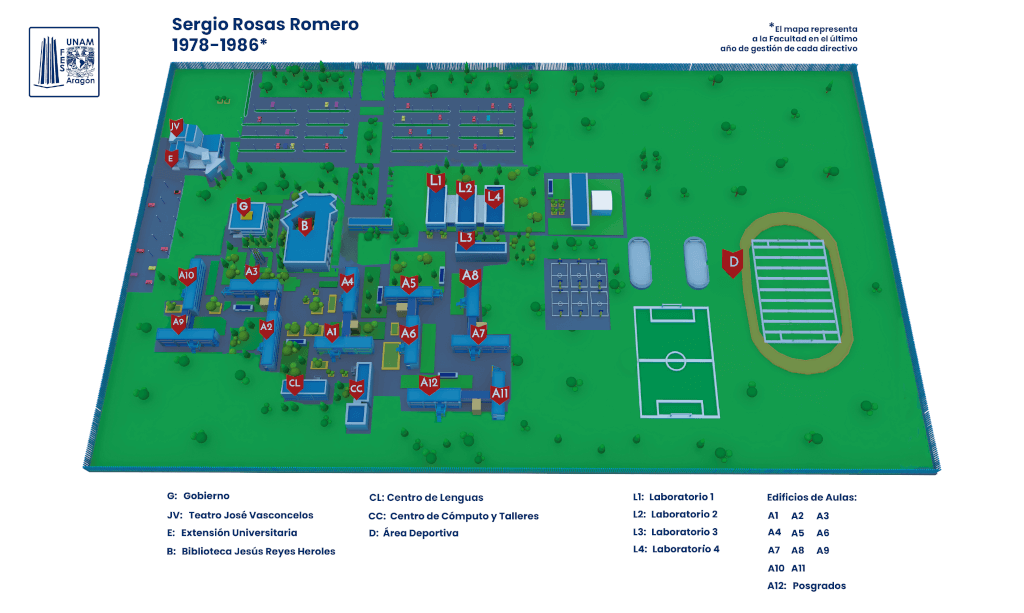 UNAM
FES
Aragón
Sergio Rosas Romero
1978-1986*
*El mapa representa
a la Facultad en el último
año de gestión de cada directivo
JV
E
G
B
L1
L2
L4
L3
D
A10
A3
A4
A5
A8
A9
A2
A1
A6
A7
CL
CC
A12
A11
G: Gobierno
JV: Teatro José Vasconcelos
E: Extensión Universitaria
B: Biblioteca Jesús Reyes Heroles
CL: Centro de Lenguas
CC: Centro de Cómputo y Talleres
D: Área Deportiva
L1: Laboratorio 1
L2: Laboratorio 2
L3: Laboratorio 3
L4: Laboratorío 4
Edificios de Aulas:
A1 A2 A3
A4 A5 A6
A7 A8 A9
A10 A11
A12: Posgrados